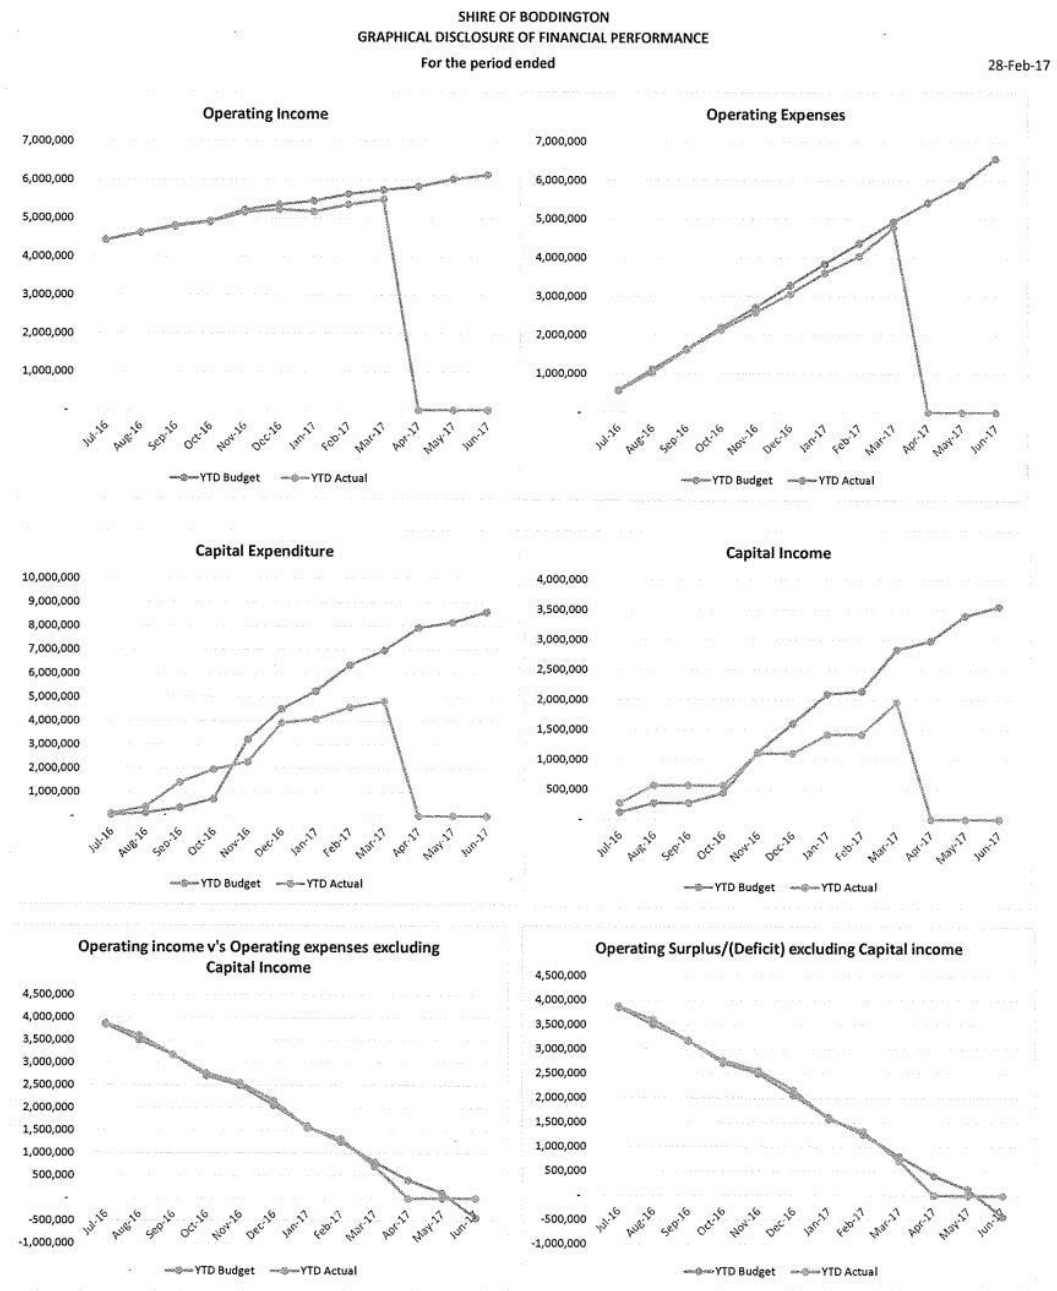 SHIRE OF BODDINGTON
GRAPHICAL DISCLOSURE OF FINANCIAL PERFORMANCE
For the period ended
28-Feb-17
Operating Income
7,000,000
6,000,000
5,000,000
4,000,000
3,000,000
2,000,000
1,000,000
-
Jul-16 Aug-16 Sep-16 Oct-16 Nov-16 Dec-16 Jan-17 Feb-17 Mar-17 Apr-17 May-17 Jun-17
YTD Budget YTD Actual
Operating Expenses
7,000,000
6,000,000
5,000,000
4,000,000
3,000,000
2,000,000
1,000,000
-
Jul-16 Aug-16 Sep-16 Oct-16 Nov-16 Dec-16 Jan-17 Feb-17 Mar-17 Apr-17 May-17 Jun-17
YTD Budget YTD Actual
Capital Expenditure
10,000,000
9,000,000
8,000,000
7,000,000
6,000,000
5,000,000
4,000,000
3,000,000
2,000,000
1,000,000
-
Jul-16 Aug-16 Sep-16 Oct-16 Nov-16 Dec-16 Jan-17 Feb-17 Mar-17 Apr-17 May-17 Jun-17
YTD Budget YTD Actual
Capital Income
4,000,000
3,500,000
3,000,000
2,500,000
2,000,000
1,500,000
1,000,000
500,000
-
Jul-16 Aug-16 Sep-16 Oct-16 Nov-16 Dec-16 Jan-17 Feb-17 Mar-17 Apr-17 May-17 Jun-17
YTD Budget YTD Actual
Operating income v's Operating expenses excluding
Capital Income
4,500,000
4,000,000
3,500,000
3,000,000
2,500,000
2,000,000
1,500,000
1,000,000
500,000
-
-500,000
-1,000,000
Jul-16 Aug-16 Sep-16 Oct-16 Nov-16 Dec-16 Jan-17 Feb-17 Mar-17 Apr-17 May-17 Jun-17
YTD Budget YTD Actual
Operating Surplus/(Deficit) excluding Capital income
4,500,000
4,000,000
3,500,000
3,000,000
2,500,000
2,000,000
1,500,000
1,000,000
500,000
-
-500,000
-1,000,000
Jul-16 Aug-16 Sep-16 Oct-16 Nov-16 Dec-16 Jan-17 Feb-17 Mar-17 Apr-17 May-17 Jun-17
YTD Budget YTD Actual